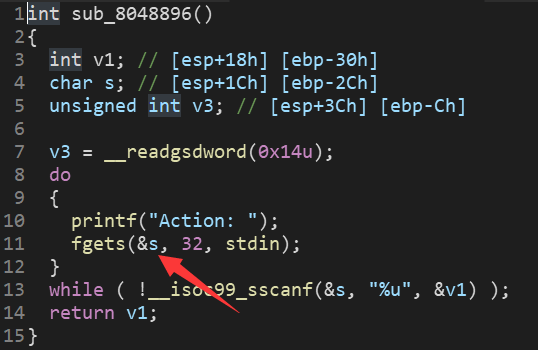 1 int sub_8048896()
2 {
3   int v1; // [esp+18h] [ebp-30h]
4   char s; // [esp+1Ch] [ebp-2Ch]
5   unsigned int v3; // [esp+3Ch] [ebp-Ch]
6
7   v3 = __readgsdword(0x14u);
8   do
9   {
10     printf("Action: ");
11     fgets(&s, 32, stdin);
12   }
13   while ( !__isoc99_sscanf(&s, "%u", &v1) );
14   return v1;
15 }